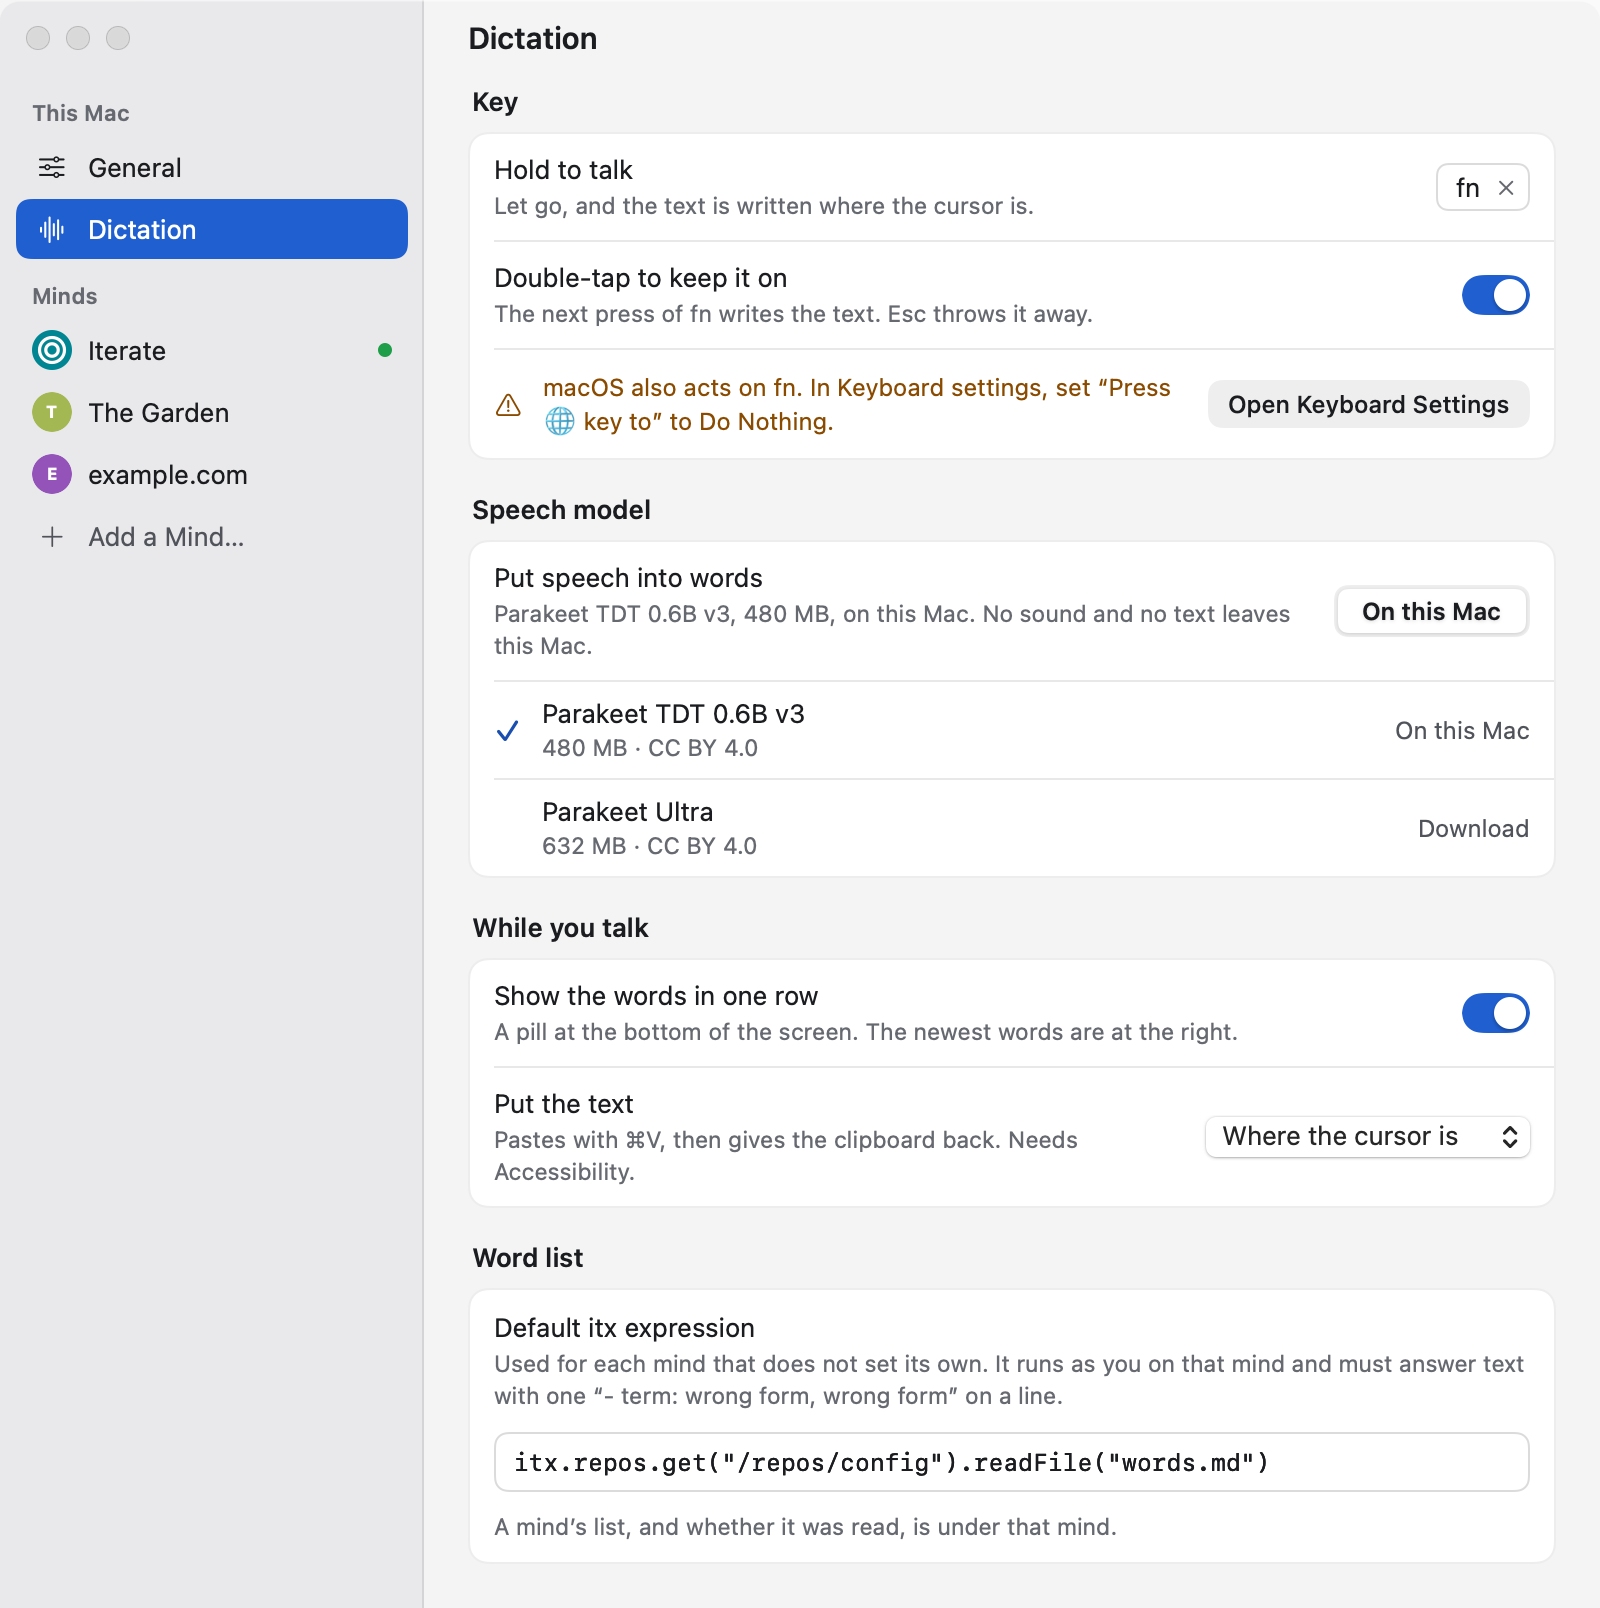 This Mac
General
Dictation
Minds
Iterate
T
The Garden
E
example.com
Add a Mind...
Dictation
Key
Hold to talk
fn
Let go, and the text is written where the cursor is.
Double-tap to keep it on
The next press of fn writes the text. Esc throws it away.
macOS also acts on fn. In Keyboard settings, set “Press
🌐 key to” to Do Nothing.
Open Keyboard Settings
Speech model
Put speech into words
Parakeet TDT 0.6B v3, 480 MB, on this Mac. No sound and no text leaves
this Mac.
On this Mac
Parakeet TDT 0.6B v3
480 MB · CC BY 4.0
On this Mac
Parakeet Ultra
632 MB · CC BY 4.0
Download
While you talk
Show the words in one row
A pill at the bottom of the screen. The newest words are at the right.
Put the text
Pastes with ⌘V, then gives the clipboard back. Needs
Accessibility.
Where the cursor is
Word list
Default itx expression
Used for each mind that does not set its own. It runs as you on that mind and must answer text
with one “- term: wrong form, wrong form” on a line.
itx.repos.get("/repos/config").readFile("words.md")
A mind’s list, and whether it was read, is under that mind.